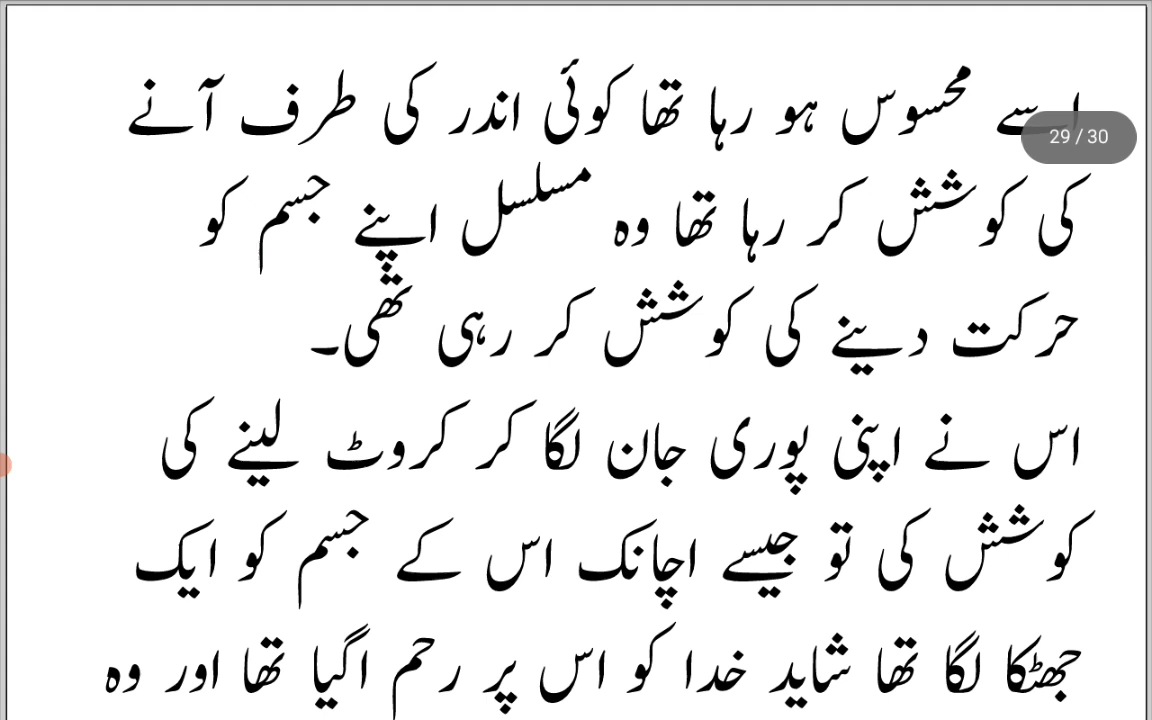 اسے محسوس ہو رہا تھا کوئی اندر کی طرف آنے
29 / 30
کی کوشش کر رہا تھا وہ مسلسل اپنے جسم کو
حرکت دینے کی کوشش کر رہی تھی۔
اس نے اپنی پوری جان لگا کر کروٹ لینے کی
کوشش کی تو جیسے اچانک اس کے جسم کو ایک
جھٹکا لگا تھا شاید خدا کو اس پر رحم اگیا تھا اور وہ